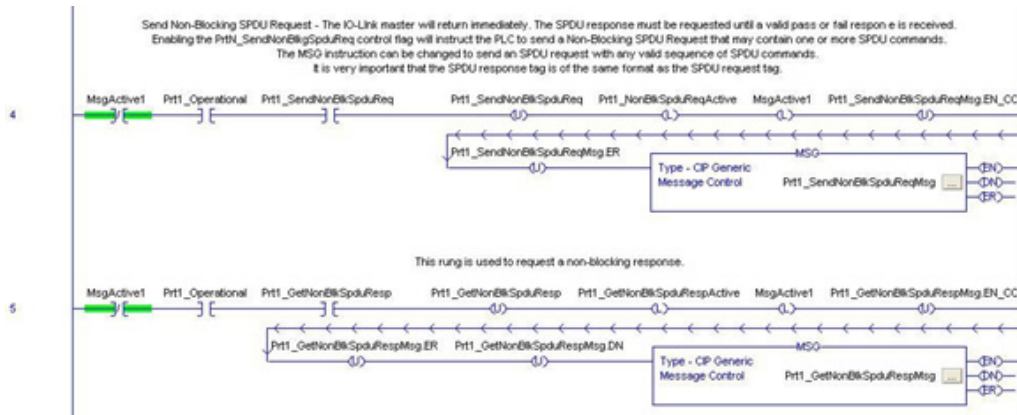 Send Non-Blocking SPDU Request - The IO-Link master will return immediately. The SPDU response must be requested until a valid pass or fail respon e is received.
Enabling the PrtN_SendNonBlkgSpduReq control flag will instruct the PLC to send a Non-Blocking SPDU Request that may contain one or more SPDU commands.
The MSG instruction can be changed to send an SPDU request with any valid sequence of SPDU commands.
It is very important that the SPDU response tag is of the same format as the SPDU request tag.
MsgActive1 Prt1_Operational Prt1_SendNonBlkSpduReq Prt1_SendNonBlkSpduReq Prt1_NonBlkSpduReqActive MsgActive1 Prt1_SendNonBlkSpduReqMsg.EN_CC
4
U L L U
Prt1_SendNonBlkSpduReqMsg.ER
U
MSG
Type - CIP Generic
Message Control Prt1_SendNonBlkSpduReqMsg ...
EN
DN
ER
This rung is used to request a non-blocking response.
MsgActive1 Prt1_Operational Prt1_GetNonBlkSpduResp Prt1_GetNonBlkSpduResp Prt1_GetNonBlkSpduRespActive MsgActive1 Prt1_GetNonBlkSpduRespMsg.EN_CC
5
U L L U
Prt1_GetNonBlkSpduRespMsg.ER Prt1_GetNonBlkSpduRespMsg.DN
U U
MSG
Type - CIP Generic
Message Control Prt1_GetNonBlkSpduRespMsg ...
EN
DN
ER